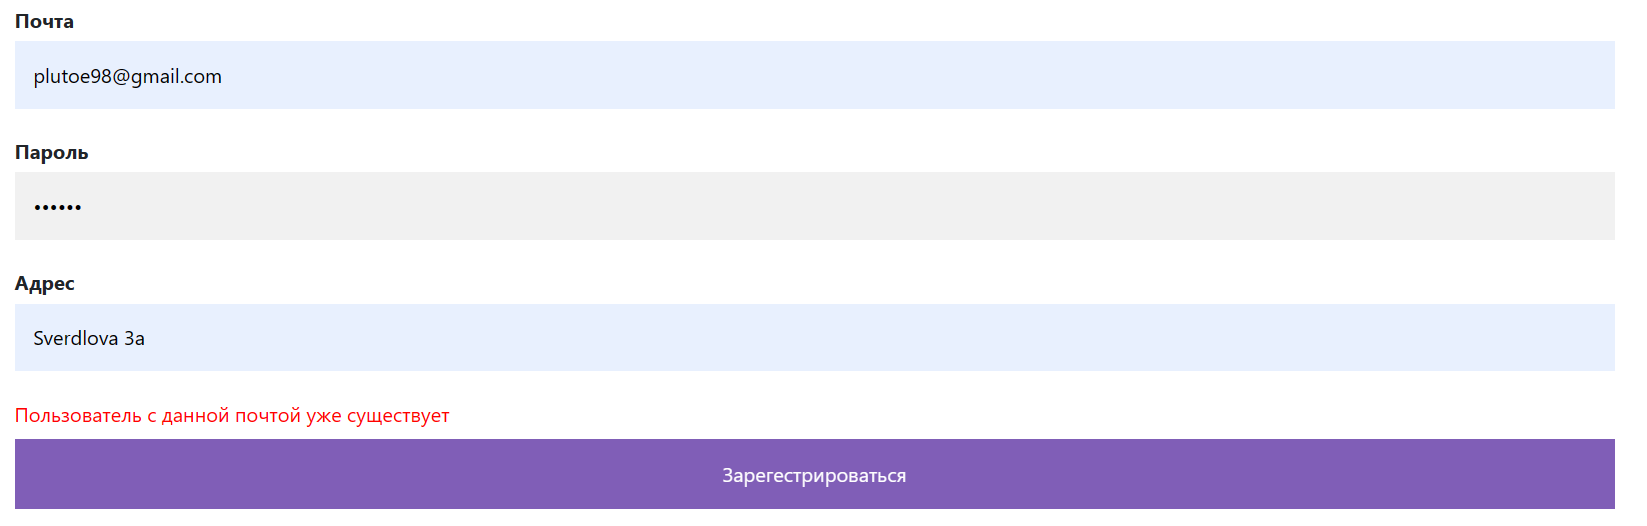 Почта
plutoe98@gmail.com
Пароль
••••••
Адрес
Sverdlova 3a
Пользователь с данной почтой уже существует
Зарегестрироваться